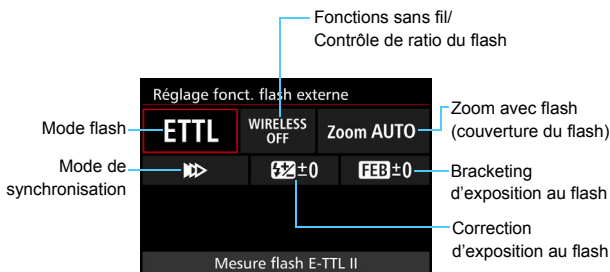 Fonctions sans fil/
Contrôle de ratio du flash
Réglage fonct. flash externe
Mode flash
ETTL
WIRELESS
OFF
Zoom AUTO
Zoom avec flash
(couverture du flash)
Mode de
synchronisation
±0
FEB±0
Bracketing
d'exposition au flash
Correction
d'exposition au flash
Mesure flash E-TTL II